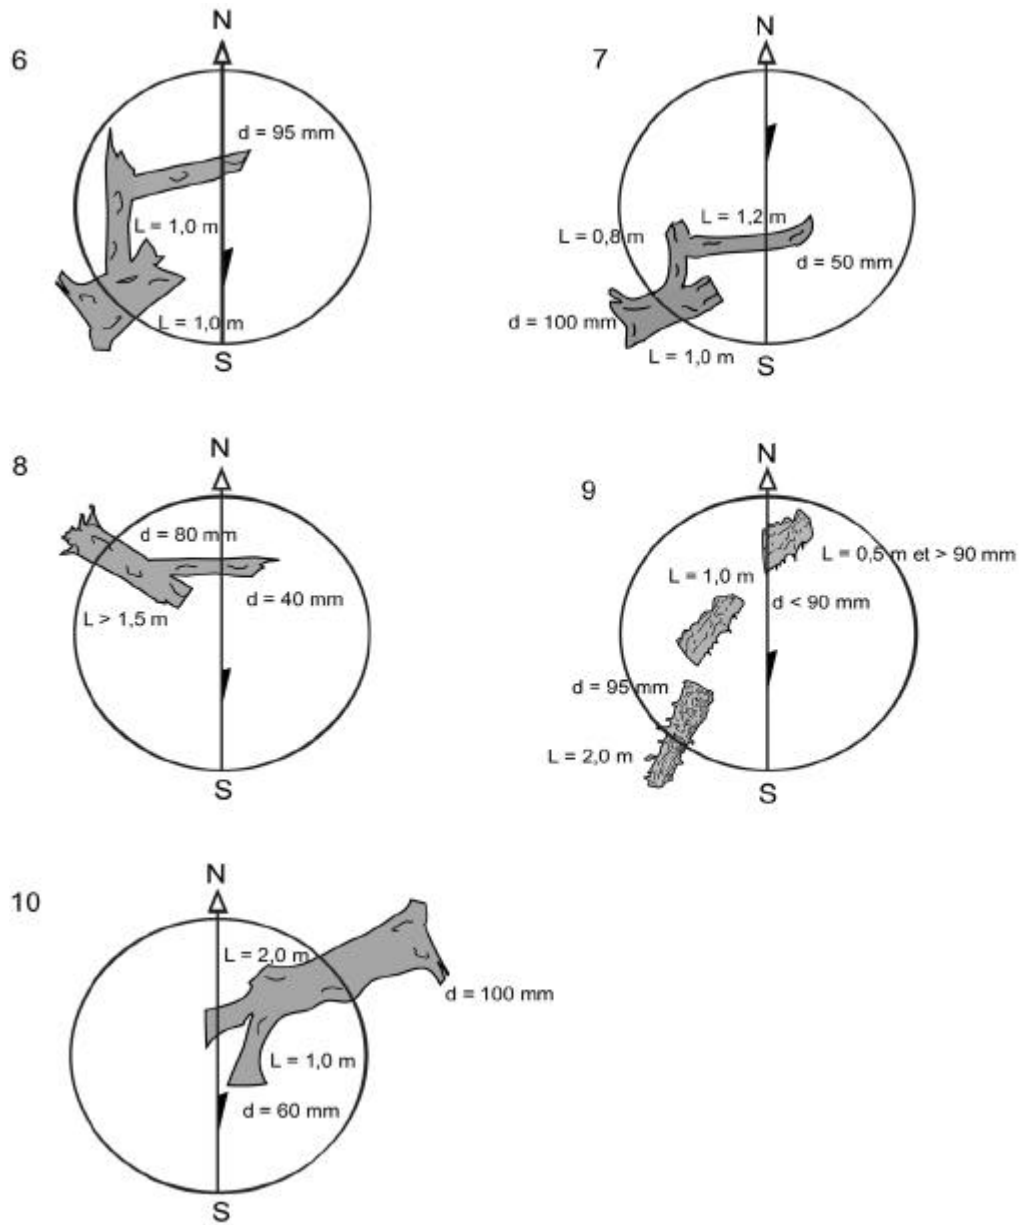 6
N
d = 95 mm
L = 1,0 m
L = 1,0 m
S
7
N
L = 1,2 m
L = 0,8 m
d = 50 mm
d = 100 mm
L = 1,0 m
S
8
N
d = 80 mm
d = 40 mm
L > 1,5 m
S
9
N
L = 0,5 m et > 90 mm
L = 1,0 m
d < 90 mm
d = 95 mm
L = 2,0 m
S
10
N
L = 2,0 m
d = 100 mm
L = 1,0 m
d = 60 mm
S